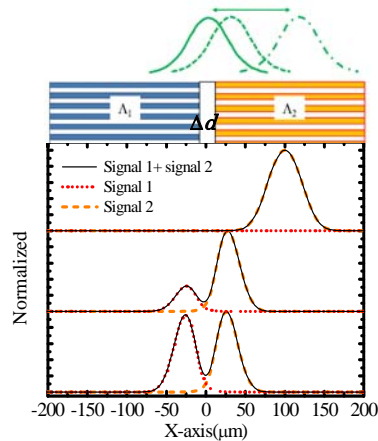 Λ1
Δd
Λ2
Signal 1+ signal 2
Signal 1
Signal 2
Normalized
-200 -150 -100 -50 0 50 100 150 200
X-axis(μm)